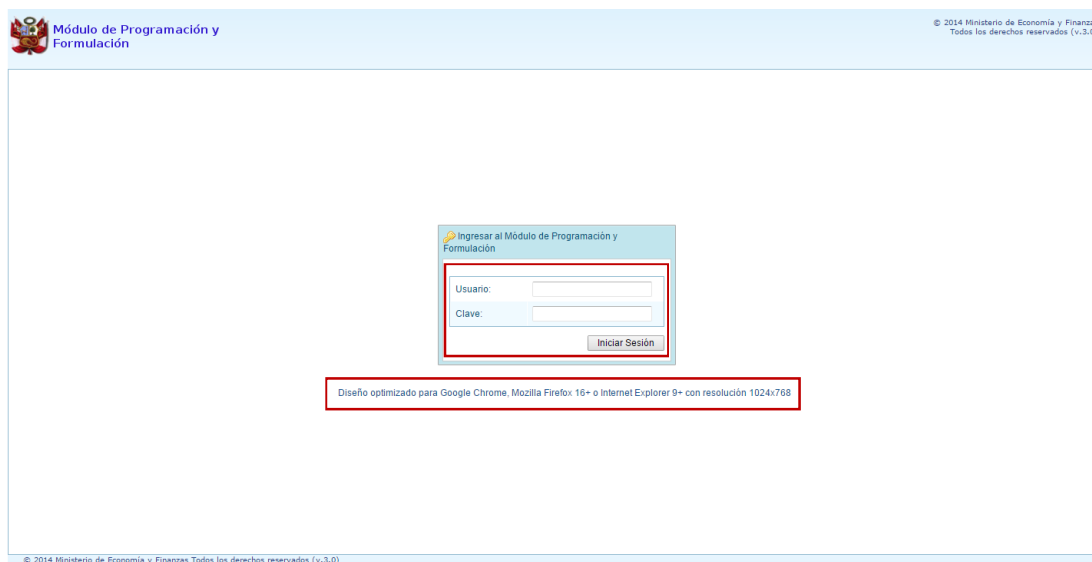 Módulo de Programación y
Formulación
© 2014 Ministerio de Economía y Finanza
Todos los derechos reservados (v.3.0
Ingresar al Módulo de Programación y
Formulación
Usuario:
Clave:
Iniciar Sesión
Diseño optimizado para Google Chrome, Mozilla Firefox 16+ o Internet Explorer 9+ con resolución 1024x768
© 2014 Ministerio de Economía y Finanzas Todos los derechos reservados (v.3.0)